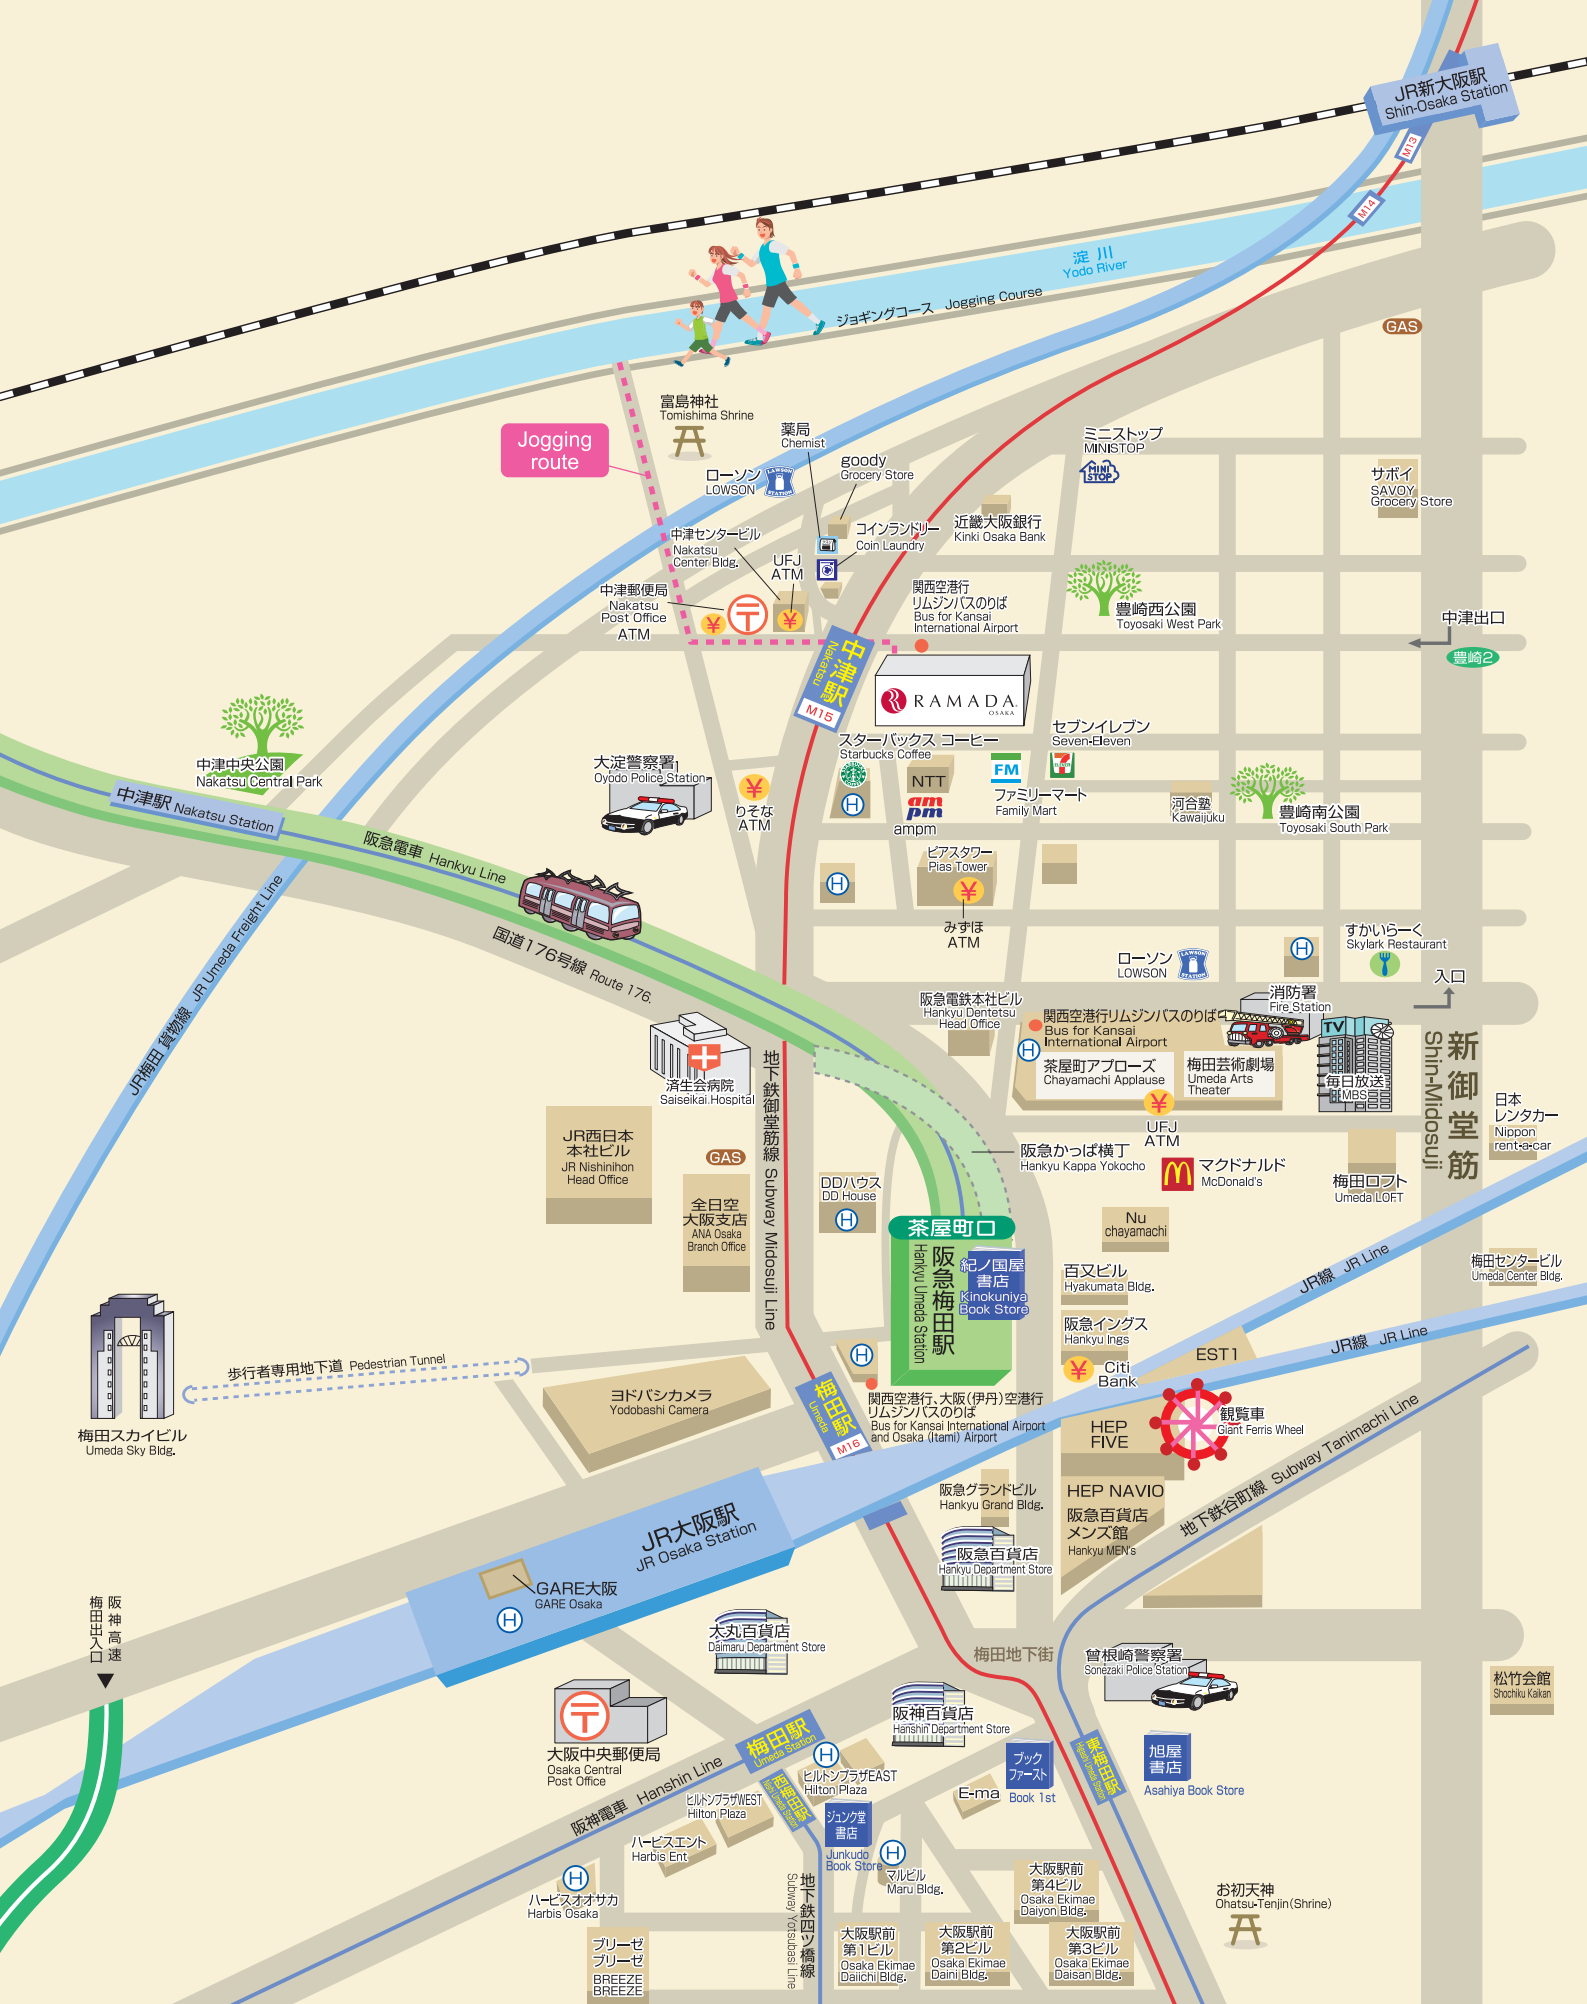 JR新大阪駅
Shin-Osaka Station
M13
M14
淀川
Yodo River
ジョギングコース Jogging Course
GAS
富島神社
Tomishima Shrine
Jogging
route
薬局
Chemist
ローソン
LOWSON
LAWSON
STATION
goody
Grocery Store
ミニストップ
MINISTOP
MINI
STOP
サボイ
SAVOY
Grocery Store
中津センタービル
Nakatsu
Center Bldg.
コインランドリー
Coin Laundry
近畿大阪銀行
Kinki Osaka Bank
UFJ
ATM
中津郵便局
Nakatsu
Post Office
ATM
¥
〒
¥
関西空港行
リムジンバスのりば
Bus for Kansai
International Airport
豊崎西公園
Toyosaki West Park
中津出口
豊崎2
中津駅
Nakatsu
M15
RAMADA
OSAKA
中津中央公園
Nakatsu Central Park
大淀警察署
Oyodo Police Station
¥
りそな
ATM
スターバックス コーヒー
Starbucks Coffee
H
NTT
am
pm
ampm
FM
ファミリーマート
Family Mart
セブンイレブン
Seven-Eleven
河合塾
Kawaijuku
豊崎南公園
Toyosaki South Park
中津駅 Nakatsu Station
阪急電車 Hankyu Line
H
ピアスタワー
Pias Tower
¥
みずほ
ATM
国道176号線 Route 176.
JR梅田貨物線 JR Umeda Freight Line
ローソン
LOWSON
LAWSON
STATION
H
すかいらーく
Skylark Restaurant
入口
阪急電鉄本社ビル
Hankyu Dentetsu
Head Office
関西空港行リムジンバスのりば
Bus for Kansai
International Airport
H
茶屋町アプローズ
Chayamachi Applause
梅田芸術劇場
Umeda Arts
Theater
消防署
Fire Station
TV
毎日放送
MBS
新御堂筋
Shin-Midosuji
済生会病院
Saiseikai Hospital
地下鉄御堂筋線 Subway Midosuji Line
¥
UFJ
ATM
日本
レンタカー
Nippon
rent-a-car
JR西日本
本社ビル
JR Nishinihon
Head Office
GAS
全日空
大阪支店
ANA Osaka
Branch Office
阪急かっぱ横丁
Hankyu Kappa Yokocho
マクドナルド
McDonald's
梅田ロフト
Umeda LOFT
DDハウス
DD House
H
Nu
chayamachi
茶屋町口
阪急梅田駅
Hankyu Umeda Station
紀ノ国屋
書店
Kinokuniya
Book Store
百又ビル
Hyakumata Bldg.
JR線 JR Line
梅田センタービル
Umeda Center Bldg.
阪急イングス
Hankyu Ings
¥
Citi
Bank
EST1
JR線 JR Line
歩行者専用地下道 Pedestrian Tunnel
梅田スカイビル
Umeda Sky Bldg.
ヨドバシカメラ
Yodobashi Camera
H
梅田駅
Umeda
M16
関西空港行、大阪(伊丹)空港行
リムジンバスのりば
Bus for Kansai International Airport
and Osaka (Itami) Airport
HEP
FIVE
観覧車
Giant Ferris Wheel
地下鉄谷町線 Subway Tanimachi Line
阪急グランドビル
Hankyu Grand Bldg.
HEP NAVIO
阪急百貨店
メンズ館
Hankyu MEN's
JR大阪駅
JR Osaka Station
GARE大阪
GARE Osaka
H
阪急百貨店
Hankyu Department Store
阪神高速
梅田出入口
大丸百貨店
Daimaru Department Store
梅田地下街
曽根崎警察署
Sonezaki Police Station
松竹会館
Shochiku Kaikan
〒
大阪中央郵便局
Osaka Central
Post Office
阪神百貨店
Hanshin Department Store
梅田駅
Umeda Station
西梅田駅
H
ヒルトンプラザEAST
Hilton Plaza
ヒルトンプラザWEST
Hilton Plaza
阪神電車 Hanshin Line
ブック
ファースト
Book 1st
東梅田駅
Higashi Umeda Station
旭屋
書店
Asahiya Book Store
E-ma
ジュンク堂
書店
Junkudo
Book Store
H
マルビル
Maru Bldg.
ハービスエント
Harbis Ent
H
ハービスオオサカ
Harbis Osaka
ブリーゼ
ブリーゼ
BREEZE
BREEZE
地下鉄四ツ橋線
Subway Yotsubasi Line
大阪駅前
第1ビル
Osaka Ekimae
Daiichi Bldg.
大阪駅前
第2ビル
Osaka Ekimae
Daini Bldg.
大阪駅前
第4ビル
Osaka Ekimae
Daiyon Bldg.
大阪駅前
第3ビル
Osaka Ekimae
Daisan Bldg.
お初天神
Ohatsu-Tenjin(Shrine)